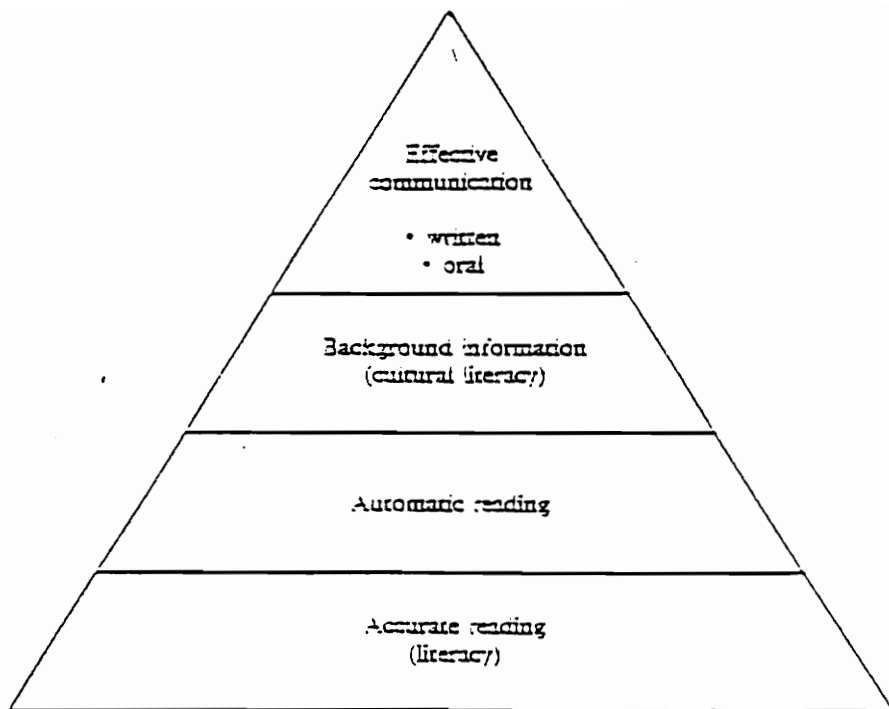 Effective
communication
• written
• oral
Background information
(cultural literacy)
Automatic reading
Accurate reading
(literacy)